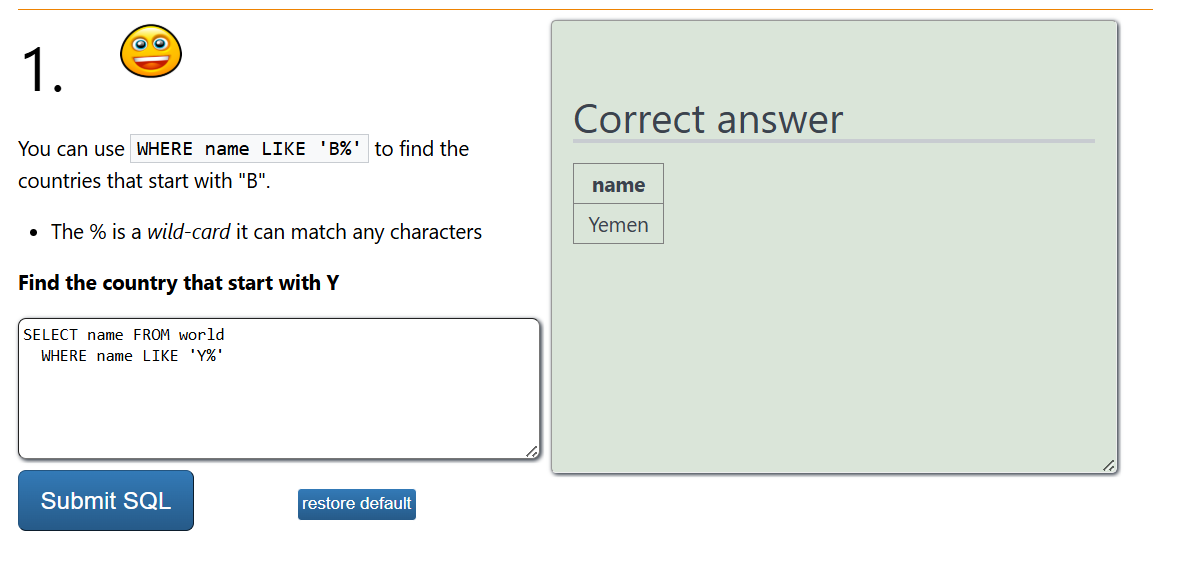 1.
You can use WHERE name LIKE 'B%' to find the
countries that start with "B".
• The % is a wild-card it can match any characters
Find the country that start with Y
SELECT name FROM world
WHERE name LIKE 'Y%'
Submit SQL
restore default
Correct answer
name
Yemen